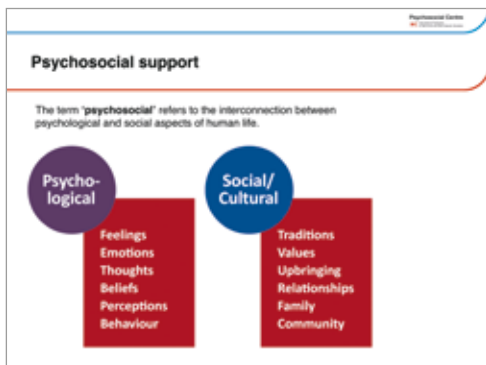 Psychosocial Centre
Psychosocial support
The term 'psychosocial' refers to the interconnection between
psychological and social aspects of human life.
Psycho-
logical
Feelings
Emotions
Thoughts
Beliefs
Perceptions
Behaviour
Social/
Cultural
Traditions
Values
Upbringing
Relationships
Family
Community